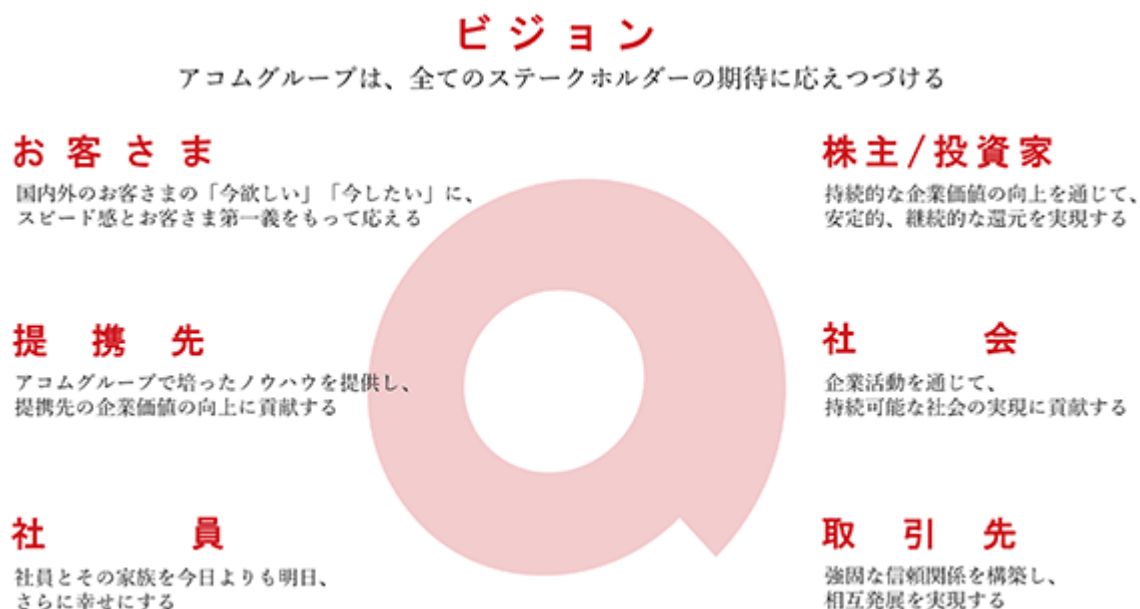 ビジョン
アコムグループは、全てのステークホルダーの期待に応えつづける
お客さま
国内外のお客さまの「今欲しい」「今したい」に、
スピード感とお客さま第一義をもって応える
提携先
アコムグループで培ったノウハウを提供し、
提携先の企業価値の向上に貢献する
社員
社員とその家族を今日よりも明日、
さらに幸せにする
株主/投資家
持続的な企業価値の向上を通じて、
安定的、継続的な還元を実現する
社会
企業活動を通じて、
持続可能な社会の実現に貢献する
取引先
強固な信頼関係を構築し、
相互発展を実現する